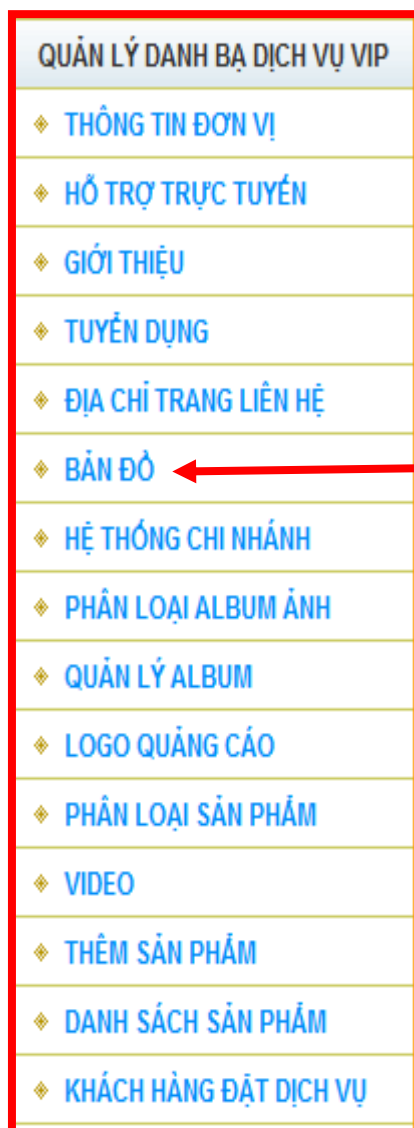 QUẢN LÝ DANH BẠ DỊCH VỤ VIP
THÔNG TIN ĐƠN VỊ
HỖ TRỢ TRỰC TUYẾN
GIỚI THIỆU
TUYỂN DỤNG
ĐỊA CHỈ TRANG LIÊN HỆ
BẢN ĐỒ
HỆ THỐNG CHI NHÁNH
PHÂN LOẠI ALBUM ẢNH
QUẢN LÝ ALBUM
LOGO QUẢNG CÁO
PHÂN LOẠI SẢN PHẨM
VIDEO
THÊM SẢN PHẨM
DANH SÁCH SẢN PHẨM
KHÁCH HÀNG ĐẶT DỊCH VỤ